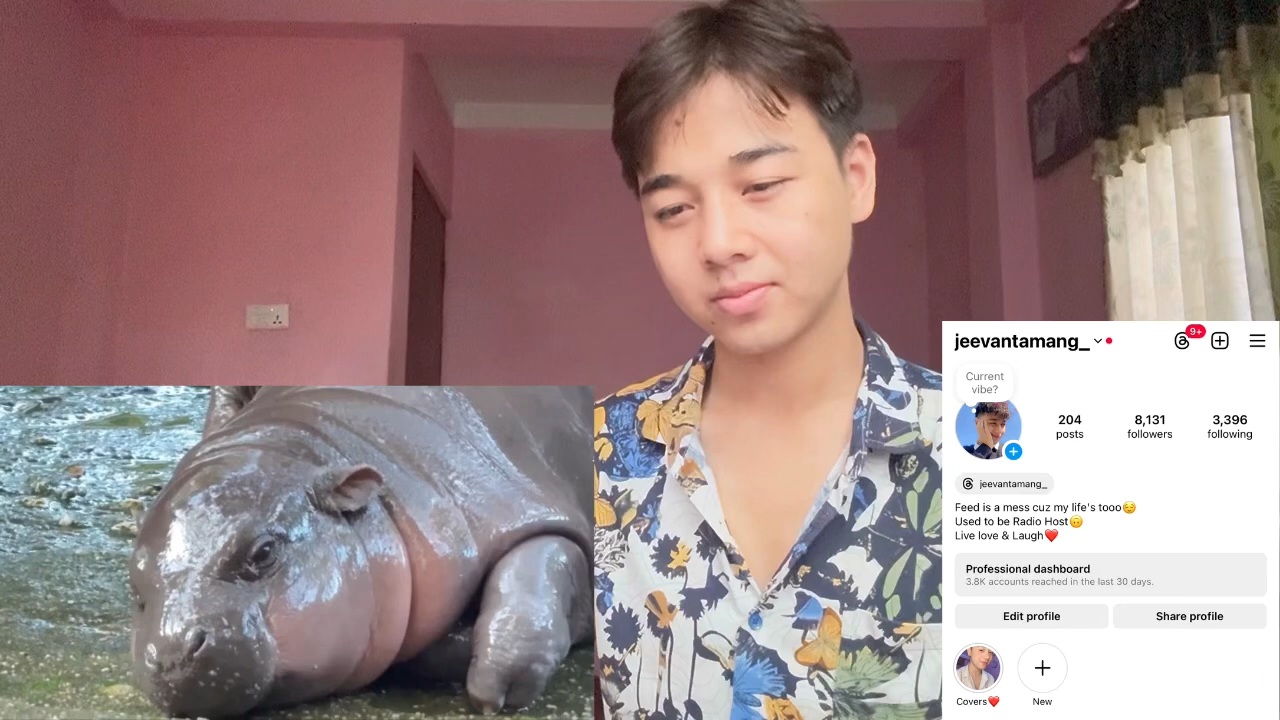 jeevantamang_
9+
Current
vibe?
204
posts
8,131
followers
3,396
following
jeevantamang_
Feed is a mess cuz my life's tooo😌
Used to be Radio Host🙃
Live love & Laugh❤️
Professional dashboard
3.8K accounts reached in the last 30 days.
Edit profile
Share profile
Covers❤️
New